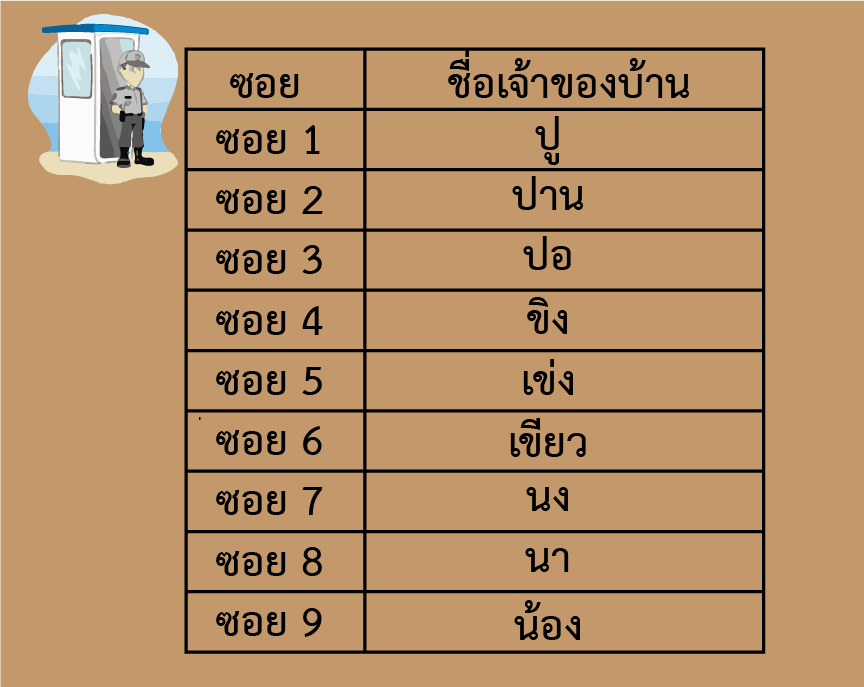 ซอย ชื่อเจ้าของบ้าน
ซอย 1 ปู
ซอย 2 ปาน
ซอย 3 ปอ
ซอย 4 ขิง
ซอย 5 เข่ง
ซอย 6 เขียว
ซอย 7 นง
ซอย 8 นา
ซอย 9 น้อง